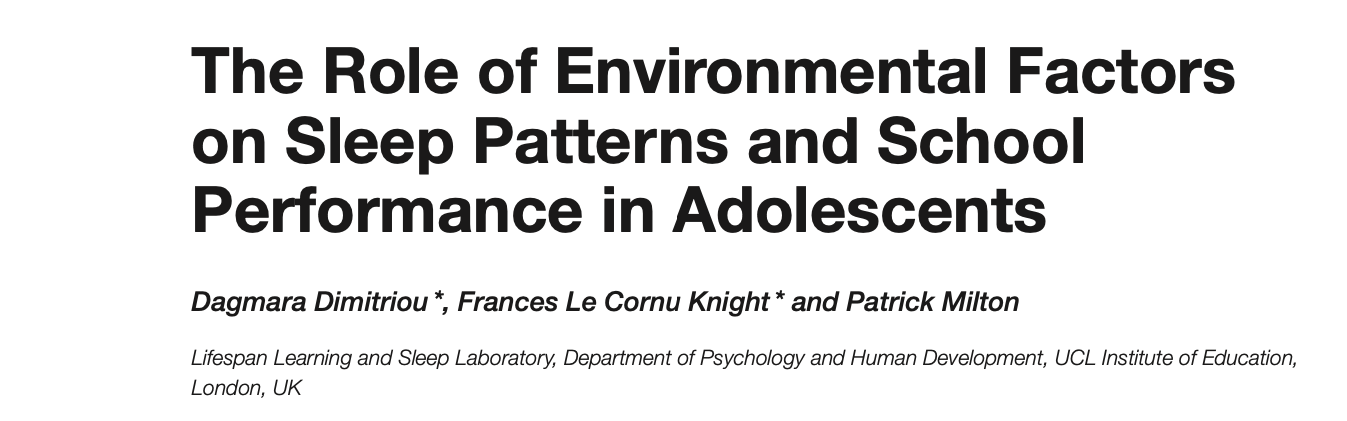 The Role of Environmental Factors
on Sleep Patterns and School
Performance in Adolescents
Dagmara Dimitriou*, Frances Le Cornu Knight* and Patrick Milton
Lifespan Learning and Sleep Laboratory, Department of Psychology and Human Development, UCL Institute of Education,
London, UK